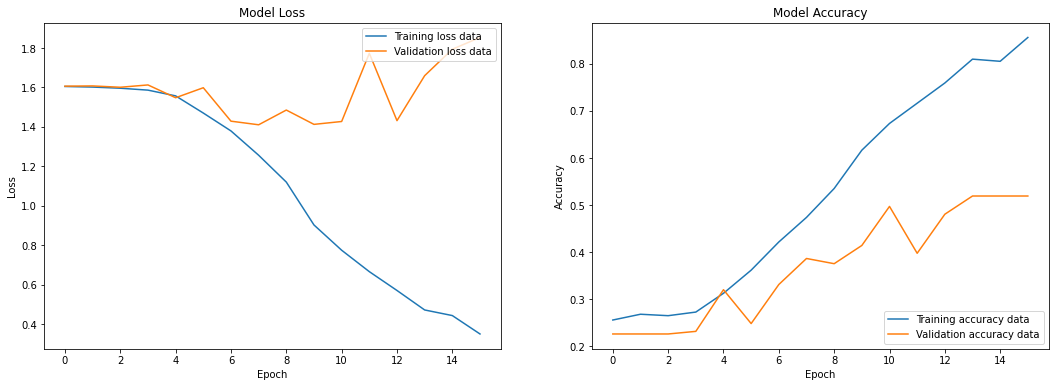 Model Loss
Training loss data
Validation loss data
1.8
1.6
1.4
1.2
1.0
0.8
0.6
0.4
Loss
0 2 4 6 8 10 12 14
Epoch
Model Accuracy
0.8
0.7
0.6
0.5
0.4
0.3
0.2
Accuracy
Training accuracy data
Validation accuracy data
0 2 4 6 8 10 12 14
Epoch